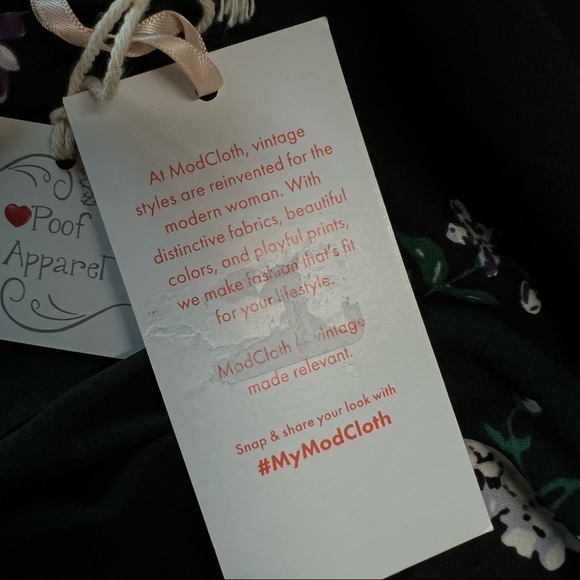 At ModCloth, vintage
styles are reinvented for the
modern woman. With
distinctive fabrics, beautiful
colors, and playful prints,
we make fashion that's fit
for your lifestyle.
ModCloth — vintage
made relevant.
Snap & share your look with
#MyModCloth
Poof
Apparel